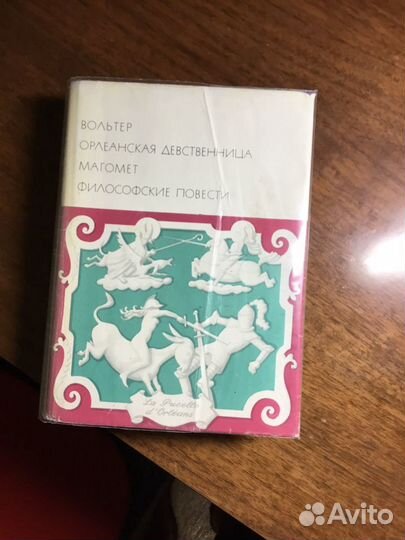 ВОЛЬТЕР
ОРЛЕАНСКАЯ ДЕВСТВЕННИЦА
МАГОМЕТ
ФИЛОСОФСКИЕ ПОВЕСТИ
La Pucelle
d'Orléans
Avito